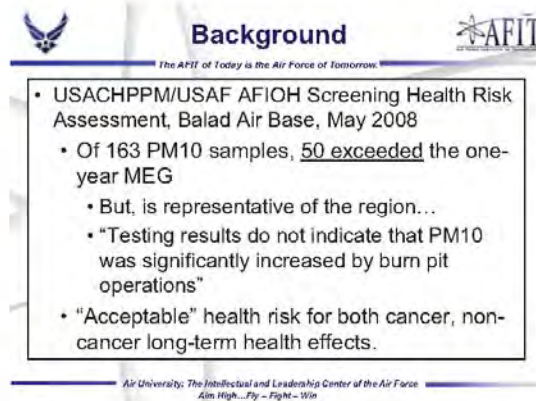 Background
AFIT
The AFIT of Today is the Air Force of Tomorrow.
• USACHPPM/USAF AFIOH Screening Health Risk
Assessment, Balad Air Base, May 2008
• Of 163 PM10 samples, 50 exceeded the one-
year MEG
• But, is representative of the region…
• “Testing results do not indicate that PM10
was significantly increased by burn pit
operations”
• “Acceptable” health risk for both cancer, non-
cancer long-term health effects.
Air University: The Intellectual and Leadership Center of the Air Force
Aim High…Fly – Fight – Win